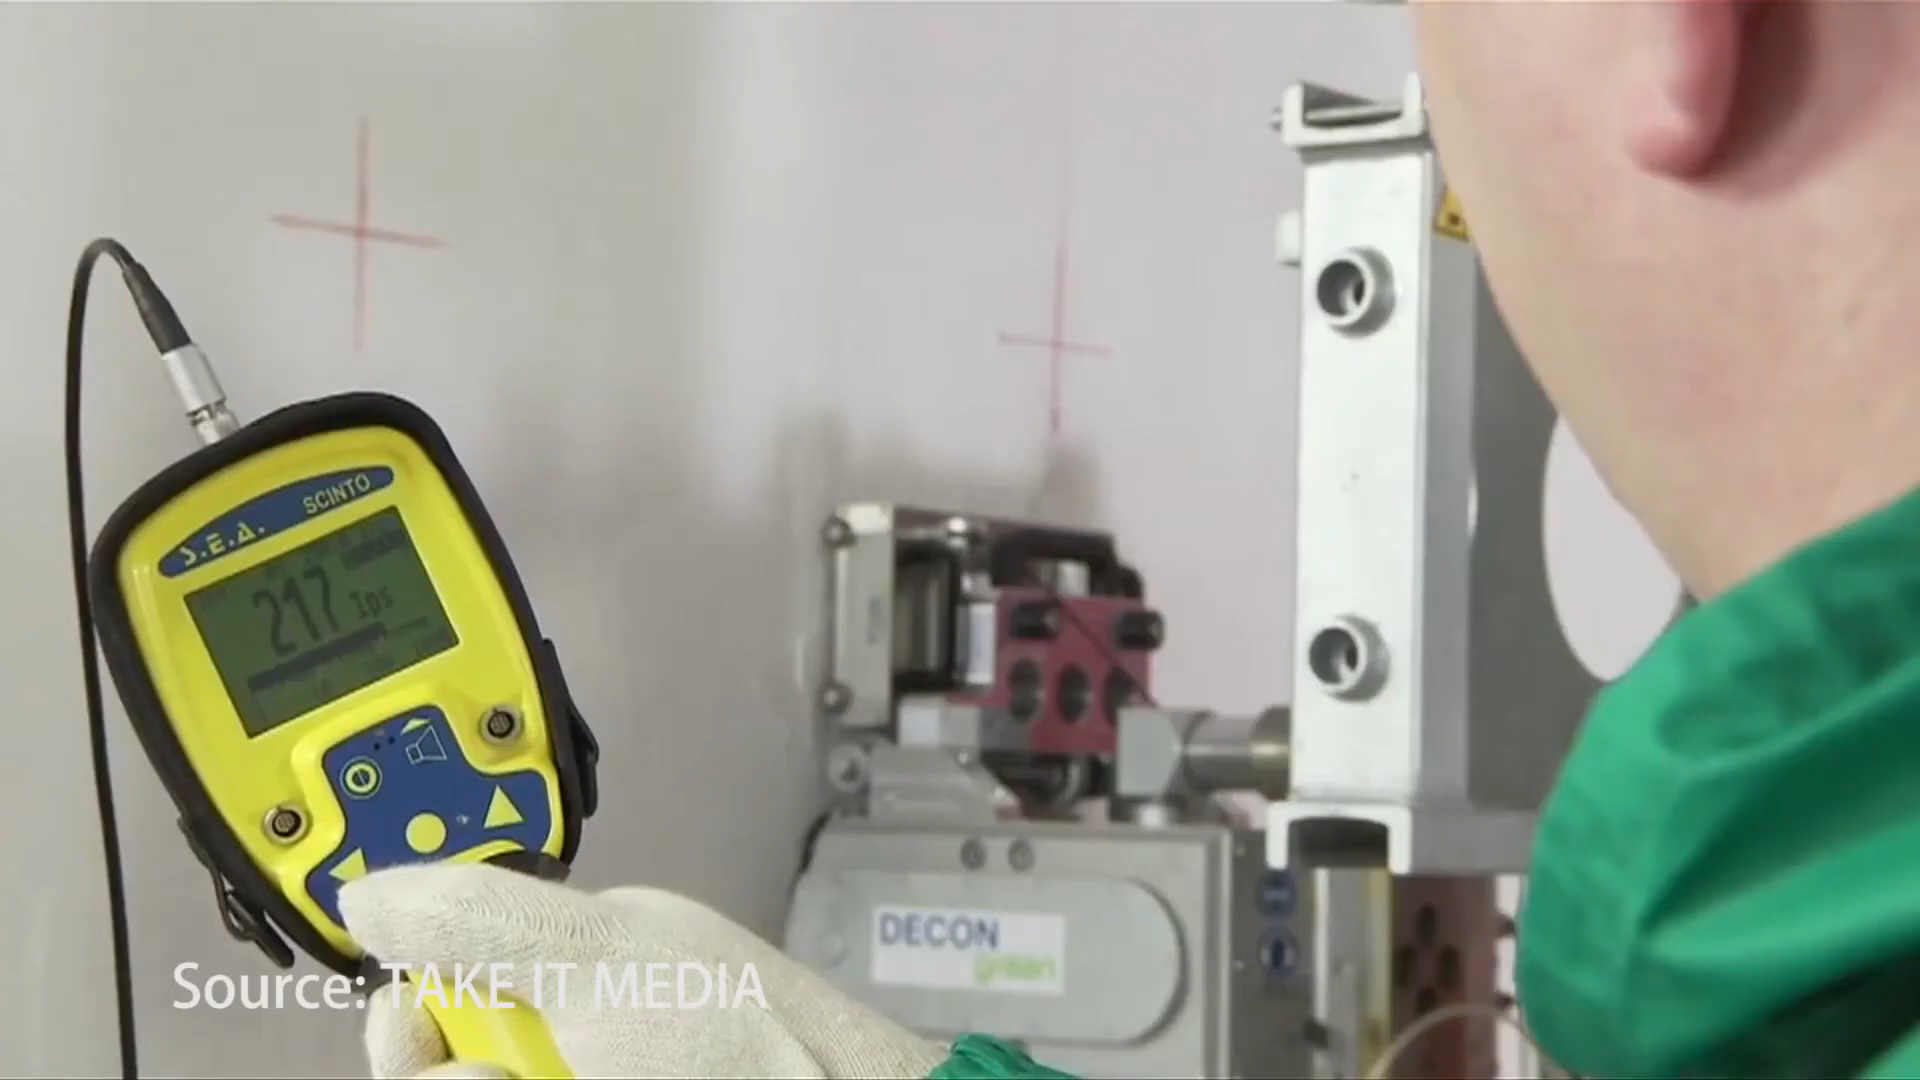 S.E.A. SCINTO
217 Ips
DECON
green
Source: TAKE IT MEDIA